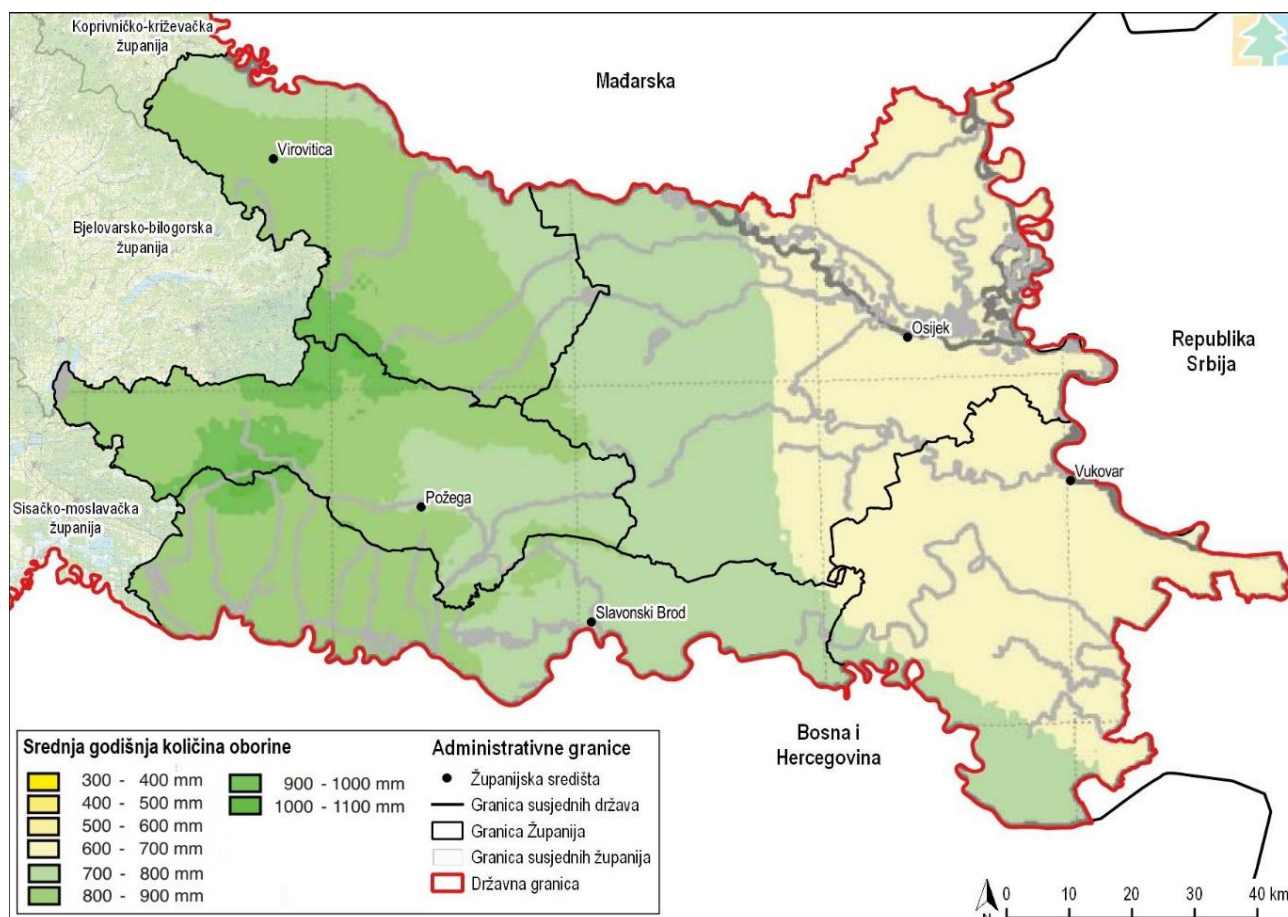 Koprivničko-križevačka
županija
Mađarska
Virovitica
Bjelovarsko-bilogorska
županija
Osijek
Republika
Srbija
Vukovar
Požega
Sisačko-moslavačka
županija
Slavonski Brod
Bosna i
Hercegovina
Srednja godišnja količina oborine
300 - 400 mm
400 - 500 mm
500 - 600 mm
600 - 700 mm
700 - 800 mm
800 - 900 mm
900 - 1000 mm
1000 - 1100 mm
Administrativne granice
Županijska središta
Granica susjednih država
Granica Županija
Granica susjednih županija
Državna granica
N
0 10 20 30 40 km